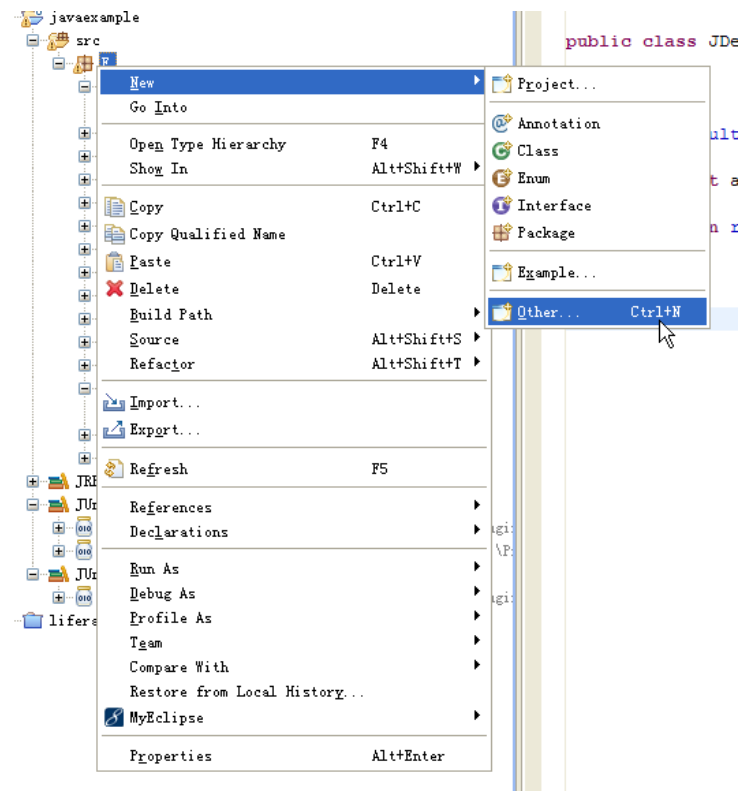 javaexample
src
public class JDe
New
Project...
Go Into
Annotation
Open Type Hierarchy F4
ult
Class
Show In Alt+Shift+W
Enum
Copy Ctrl+C
Interface
Copy Qualified Name
Package
Paste Ctrl+V
Example...
Delete Delete
Build Path
Other... Ctrl+N
Source Alt+Shift+S
Refactor Alt+Shift+T
Import...
Export...
Refresh F5
References
Declarations
Run As
Debug As
Profile As
Team
Compare With
Restore from Local History...
MyEclipse
Properties Alt+Enter